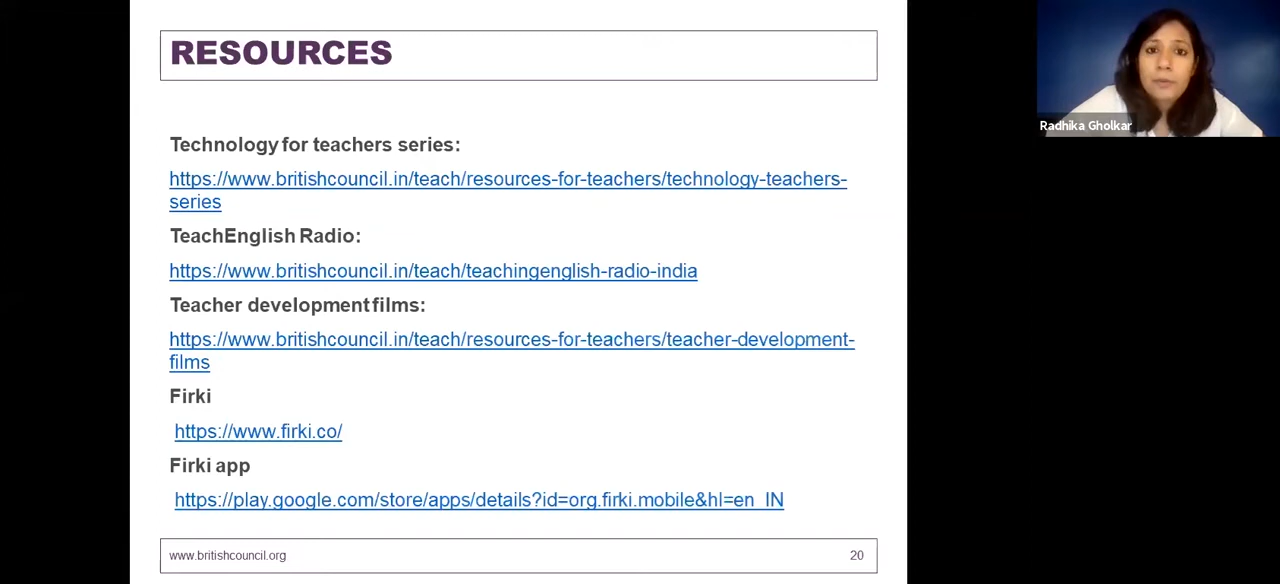 RESOURCES
Technology for teachers series:
https://www.britishcouncil.in/teach/resources-for-teachers/technology-teachers-
series
TeachEnglish Radio:
https://www.britishcouncil.in/teach/teachingenglish-radio-india
Teacher development films:
https://www.britishcouncil.in/teach/resources-for-teachers/teacher-development-
films
Firki
https://www.firki.co/
Firki app
https://play.google.com/store/apps/details?id=org.firki.mobile&hl=en_IN
www.britishcouncil.org
20
Radhika Gholkar